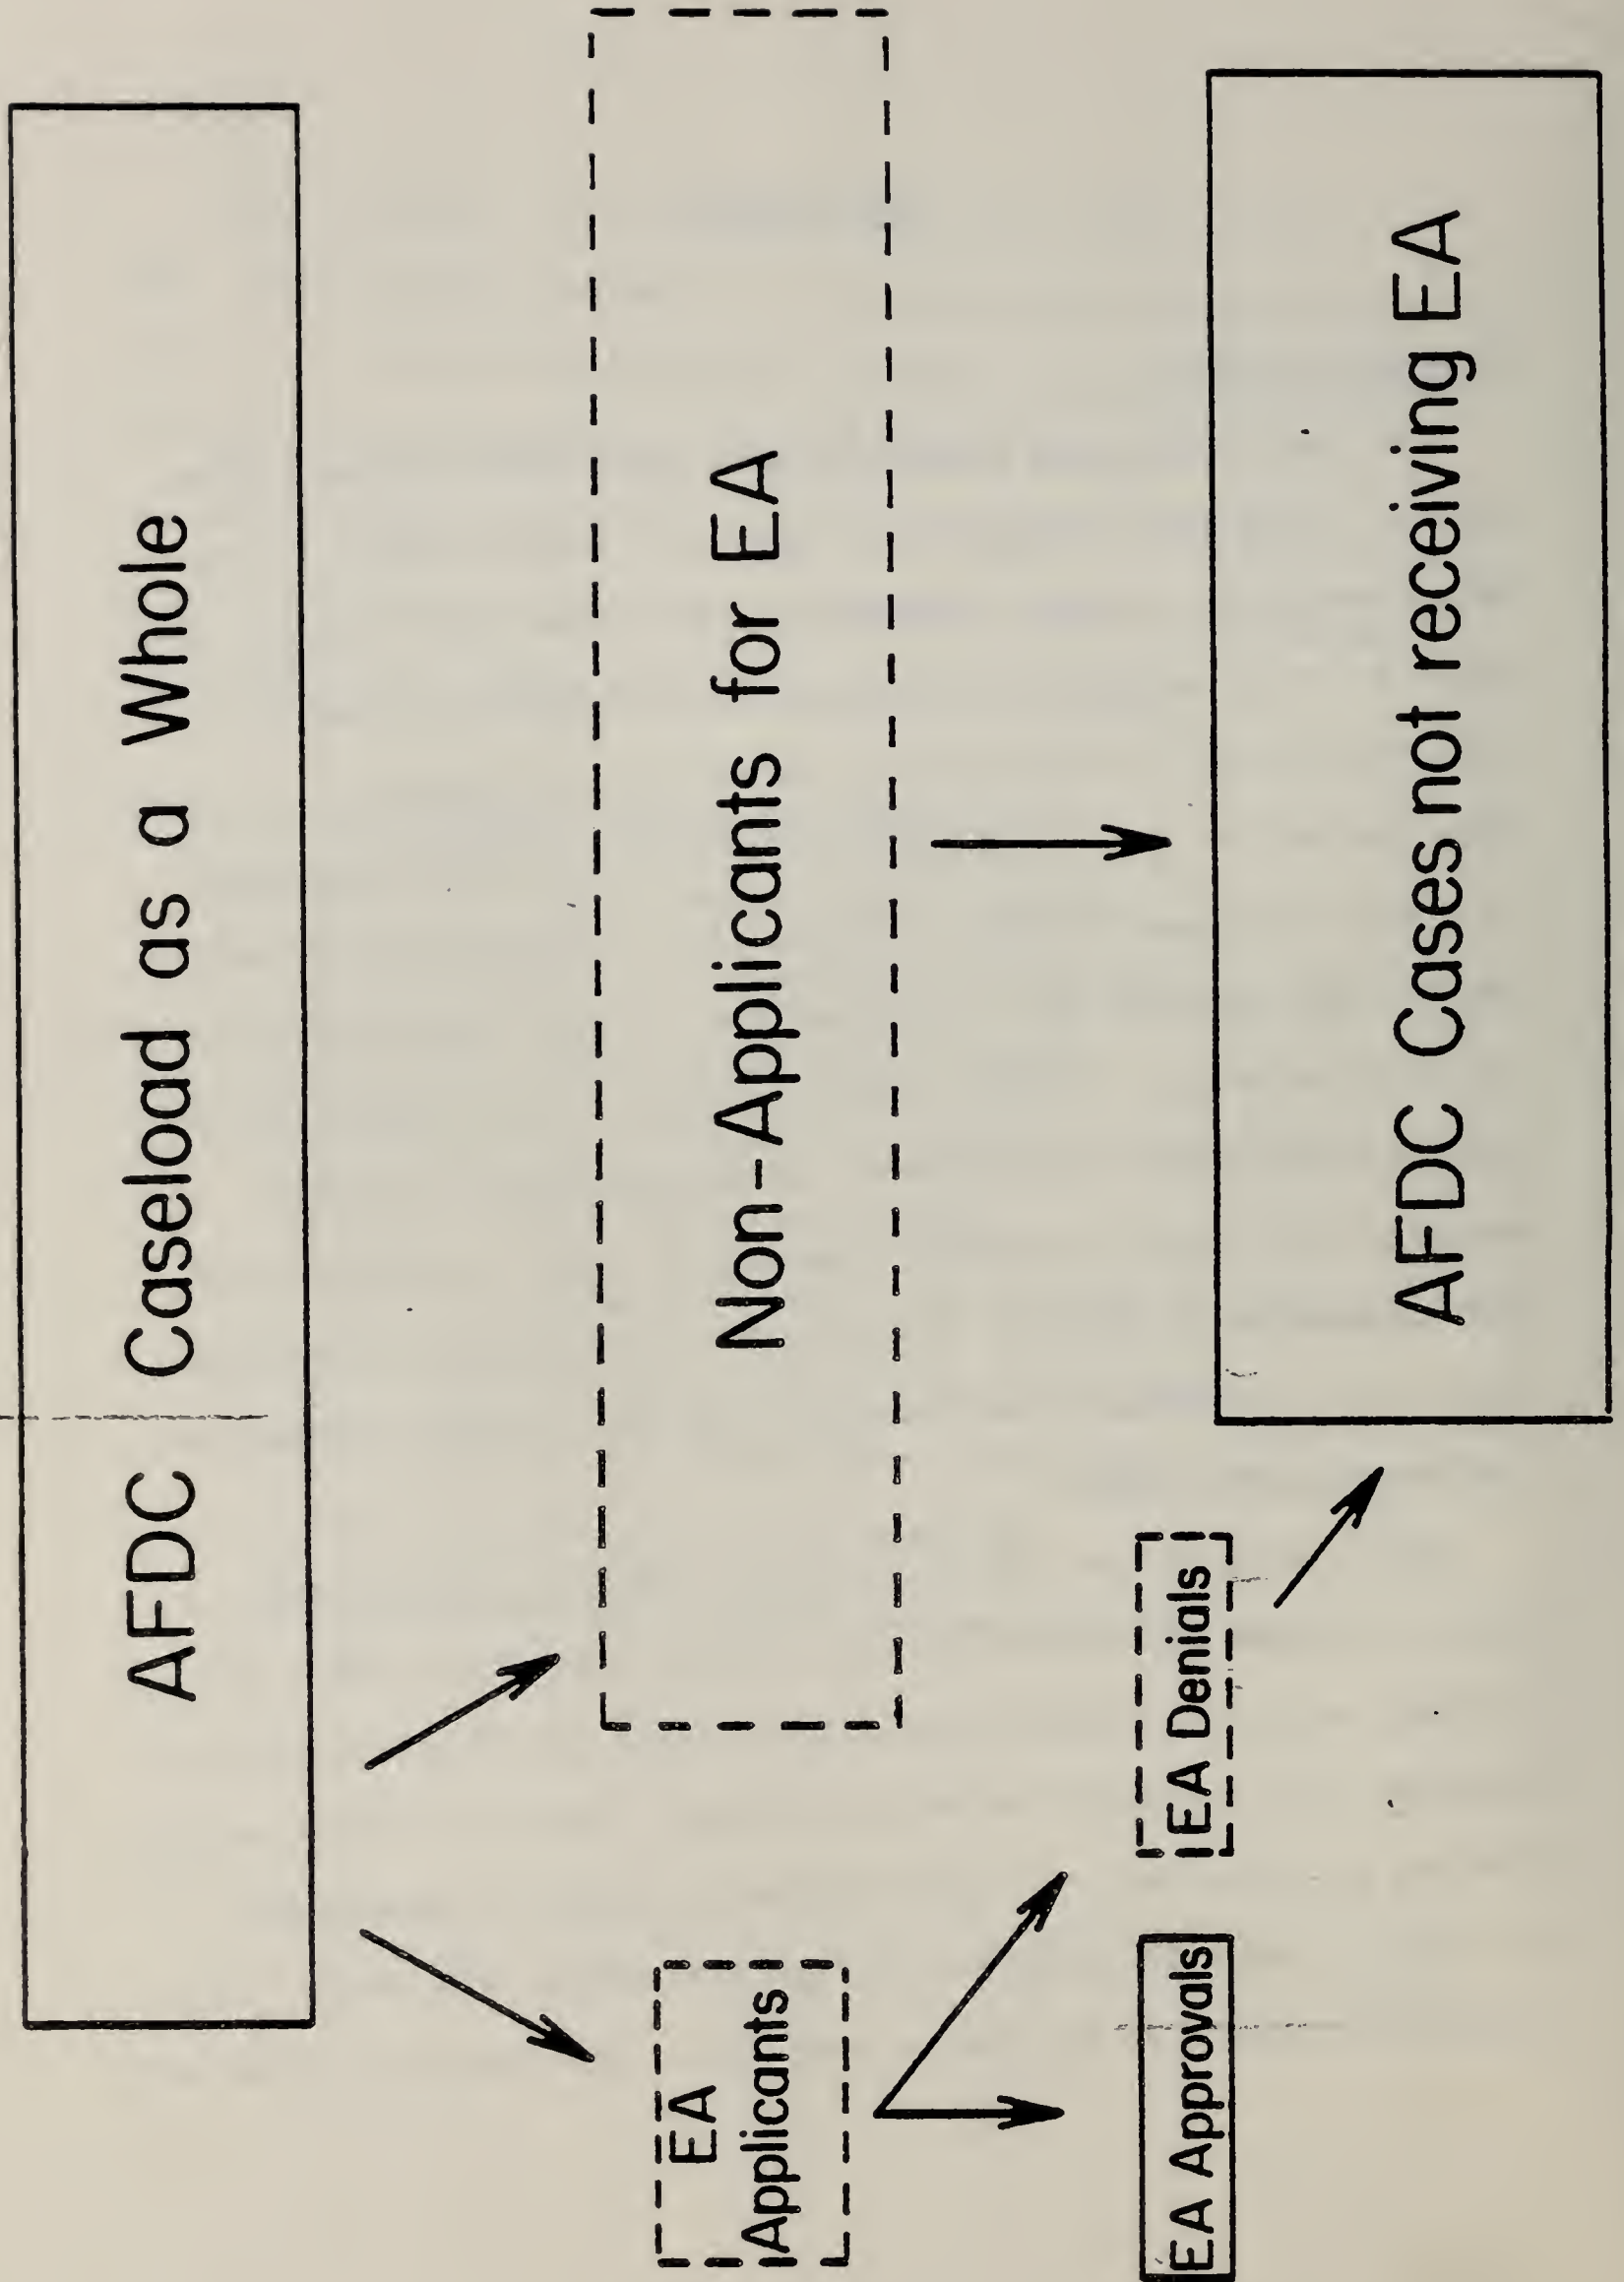 AFDC Caseload as a Whole
EA
Applicants
Non-Applicants for EA
EA Approvals
EA Denials
AFDC Cases not receiving EA